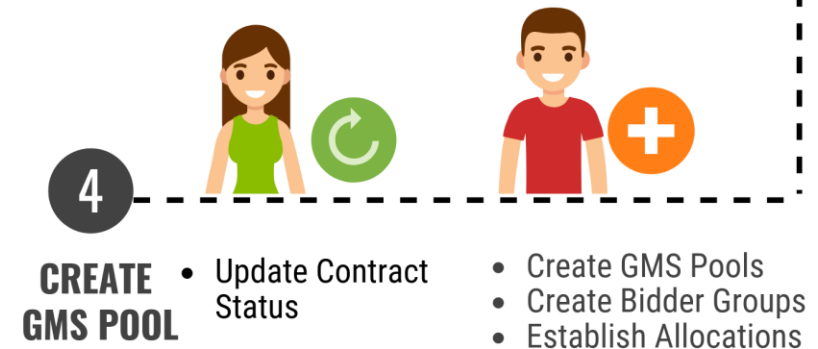 4
CREATE
GMS POOL
• Update Contract
Status
• Create GMS Pools
• Create Bidder Groups
• Establish Allocations